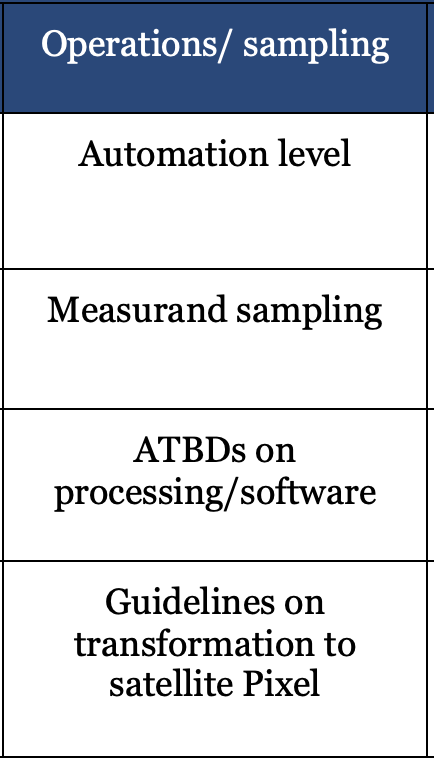 Operations/ sampling
Automation level
Measurand sampling
ATBDs on
processing/software
Guidelines on
transformation to
satellite Pixel